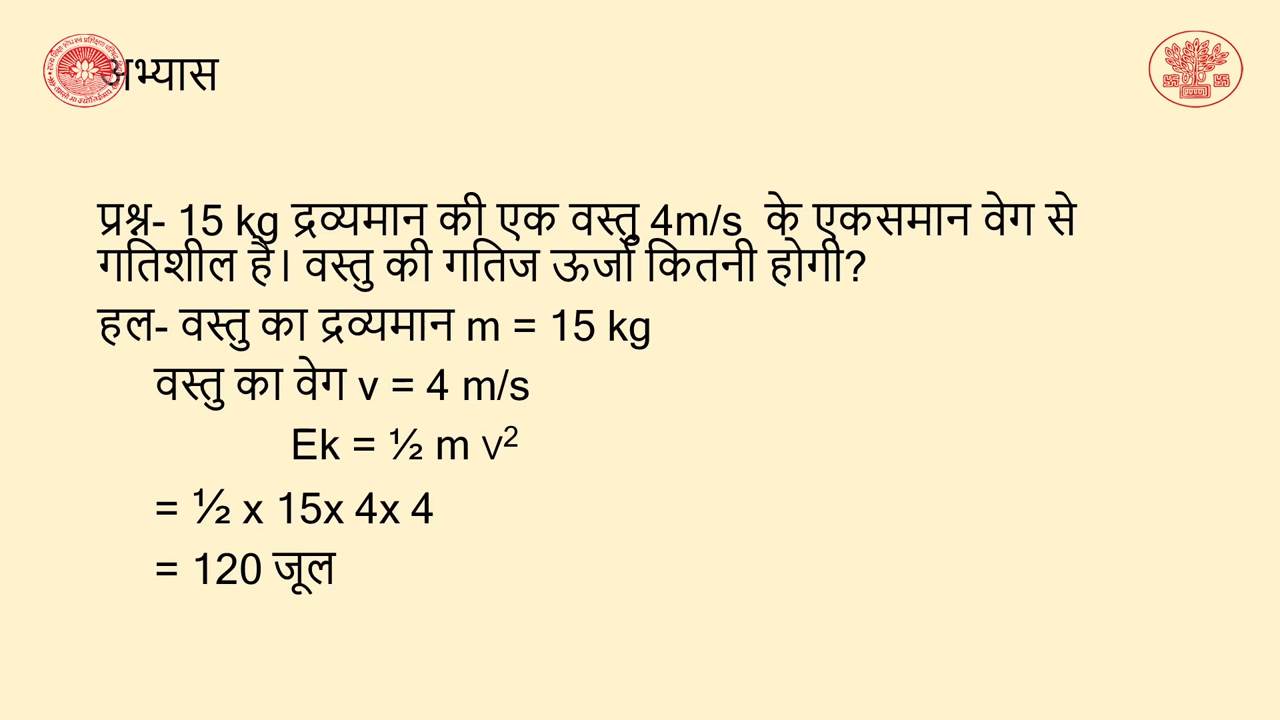 अभ्यास
प्रश्न- 15 kg द्रव्यमान की एक वस्तु 4m/s के एकसमान वेग से
गतिशील है। वस्तु की गतिज ऊर्जा कितनी होगी?
हल- वस्तु का द्रव्यमान m = 15 kg
वस्तु का वेग v = 4 m/s
Ek = ½ m v²
= ½ x 15x 4x 4
= 120 जूल